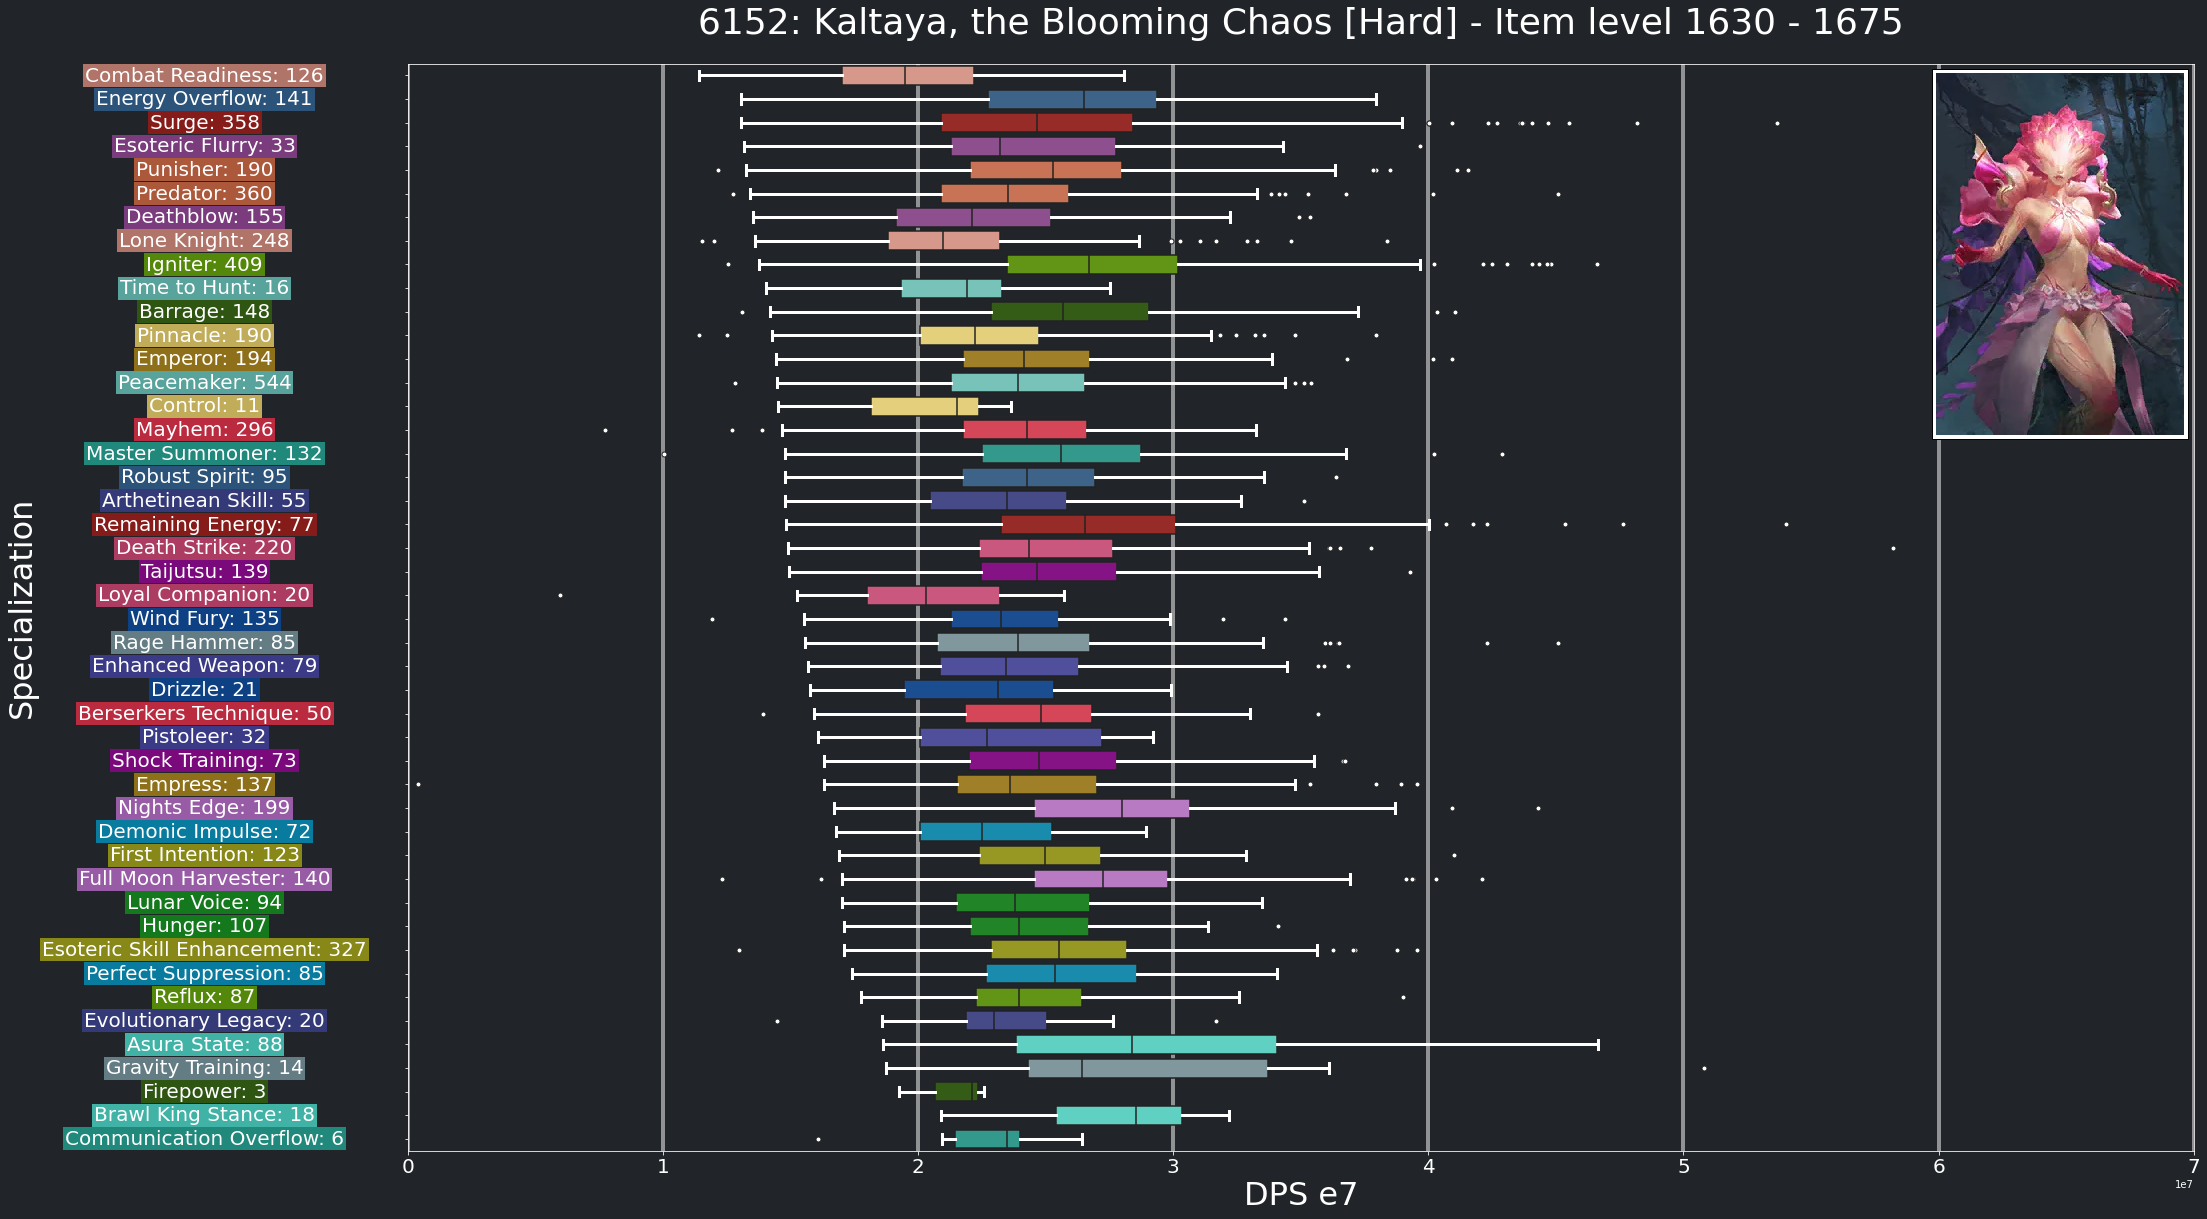 6152: Kaltaya, the Blooming Chaos [Hard] - Item level 1630 - 1675
Specialization
Combat Readiness: 126
Energy Overflow: 141
Surge: 358
Esoteric Flurry: 33
Punisher: 190
Predator: 360
Deathblow: 155
Lone Knight: 248
Igniter: 409
Time to Hunt: 16
Barrage: 148
Pinnacle: 190
Emperor: 194
Peacemaker: 544
Control: 11
Mayhem: 296
Master Summoner: 132
Robust Spirit: 95
Arthetinean Skill: 55
Remaining Energy: 77
Death Strike: 220
Taijutsu: 139
Loyal Companion: 20
Wind Fury: 135
Rage Hammer: 85
Enhanced Weapon: 79
Drizzle: 21
Berserkers Technique: 50
Pistoleer: 32
Shock Training: 73
Empress: 137
Nights Edge: 199
Demonic Impulse: 72
First Intention: 123
Full Moon Harvester: 140
Lunar Voice: 94
Hunger: 107
Esoteric Skill Enhancement: 327
Perfect Suppression: 85
Reflux: 87
Evolutionary Legacy: 20
Asura State: 88
Gravity Training: 14
Firepower: 3
Brawl King Stance: 18
Communication Overflow: 6
0 1 2 3 4 5 6 7
1e7
DPS e7